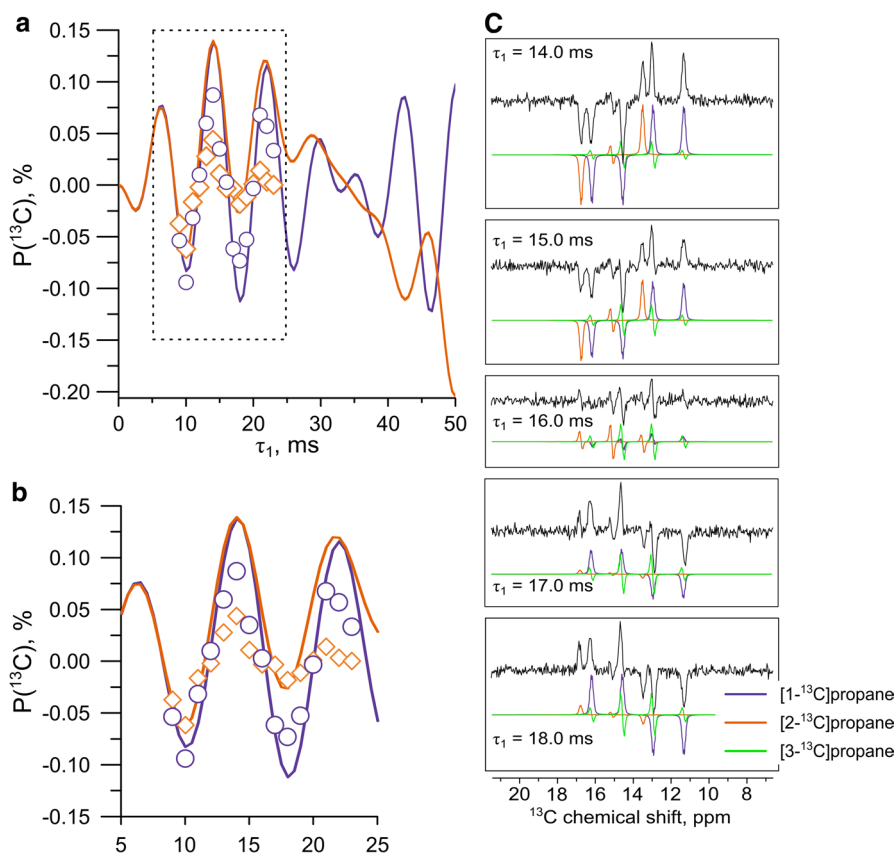 a
0.15
0.10
0.05
0.00
-0.05
-0.10
-0.15
-0.20
P(¹³C), %
0 10 20 30 40 50
τ₁, ms
b
0.15
0.10
0.05
0.00
-0.05
-0.10
-0.15
P(¹³C), %
5 10 15 20 25
C
τ₁ = 14.0 ms
τ₁ = 15.0 ms
τ₁ = 16.0 ms
τ₁ = 17.0 ms
τ₁ = 18.0 ms
[1-¹³C]propane
[2-¹³C]propane
[3-¹³C]propane
20 18 16 14 12 10 8
¹³C chemical shift, ppm